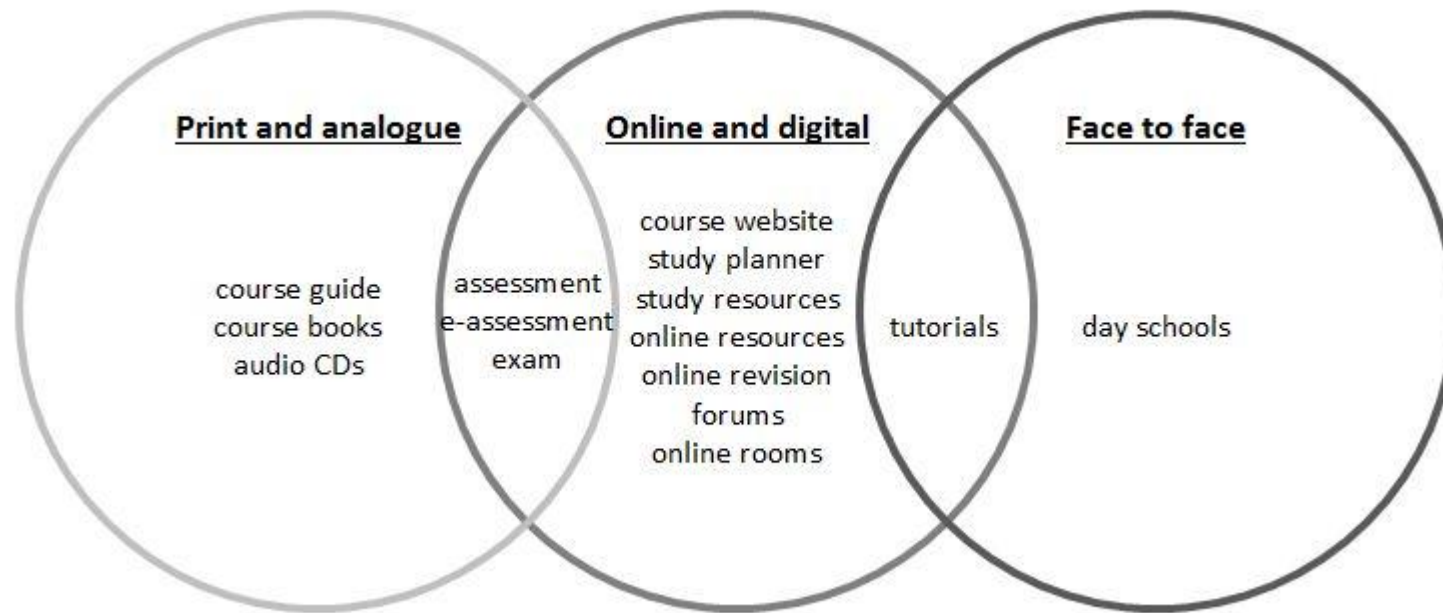 Print and analogue
course guide
course books
audio CDs
assessment
e-assessment
exam
Online and digital
course website
study planner
study resources
online resources
online revision
forums
online rooms
tutorials
Face to face
day schools